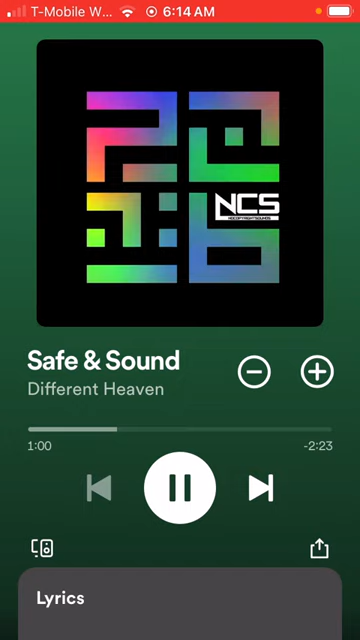 T-Mobile W... 6:14 AM
NCS
NOCOPYRIGHTSOUNDS
Safe & Sound
Different Heaven
1:00 -2:23
Lyrics